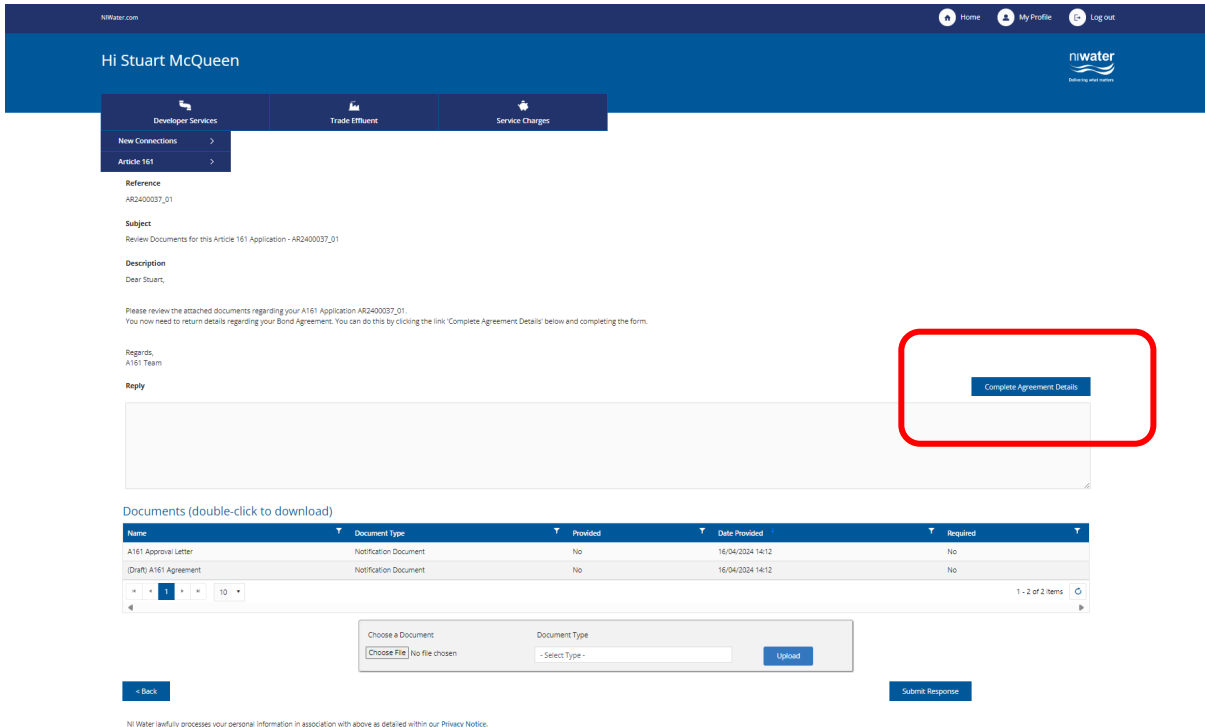 NIWater.com
Home
My Profile
Log out
Hi Stuart McQueen
niwater
Delivering what matters
Developer Services
Trade Effluent
Service Charges
New Connections >
Article 161 >
Reference
AR2400037_01
Subject
Review Documents for this Article 161 Application - AR2400037_01
Description
Dear Stuart,
Please review the attached documents regarding your A161 Application AR2400037_01.
You now need to return details regarding your Bond Agreement. You can do this by clicking the link 'Complete Agreement Details' below and completing the form.
Regards,
A161 Team
Reply
Complete Agreement Details
Documents (double-click to download)
Name Document Type Provided Date Provided Required
A161 Approval Letter Notification Document No 16/04/2024 14:12 No
(Draft) A161 Agreement Notification Document No 16/04/2024 14:12 No
1 10 1 - 2 of 2 items
Choose a Document Document Type
Choose File No file chosen - Select Type - Upload
< Back Submit Response
NI Water lawfully processes your personal information in association with above as detailed within our Privacy Notice.